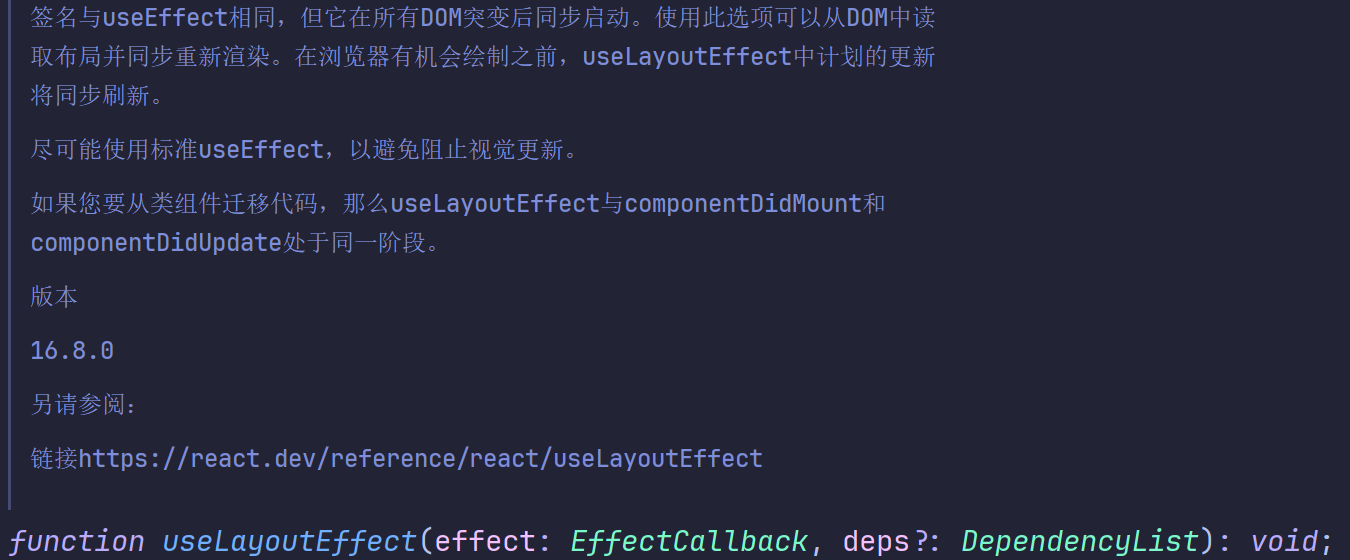 签名与useEffect相同，但它在所有DOM突变后同步启动。使用此选项可以从DOM中读
取布局并同步重新渲染。在浏览器有机会绘制之前，useLayoutEffect中计划的更新
将同步刷新。
尽可能使用标准useEffect，以避免阻止视觉更新。
如果您要从类组件迁移代码，那么useLayoutEffect与componentDidMount和
componentDidUpdate处于同一阶段。
版本
16.8.0
另请参阅：
链接https://react.dev/reference/react/useLayoutEffect
function useLayoutEffect(effect: EffectCallback, deps?: DependencyList): void;